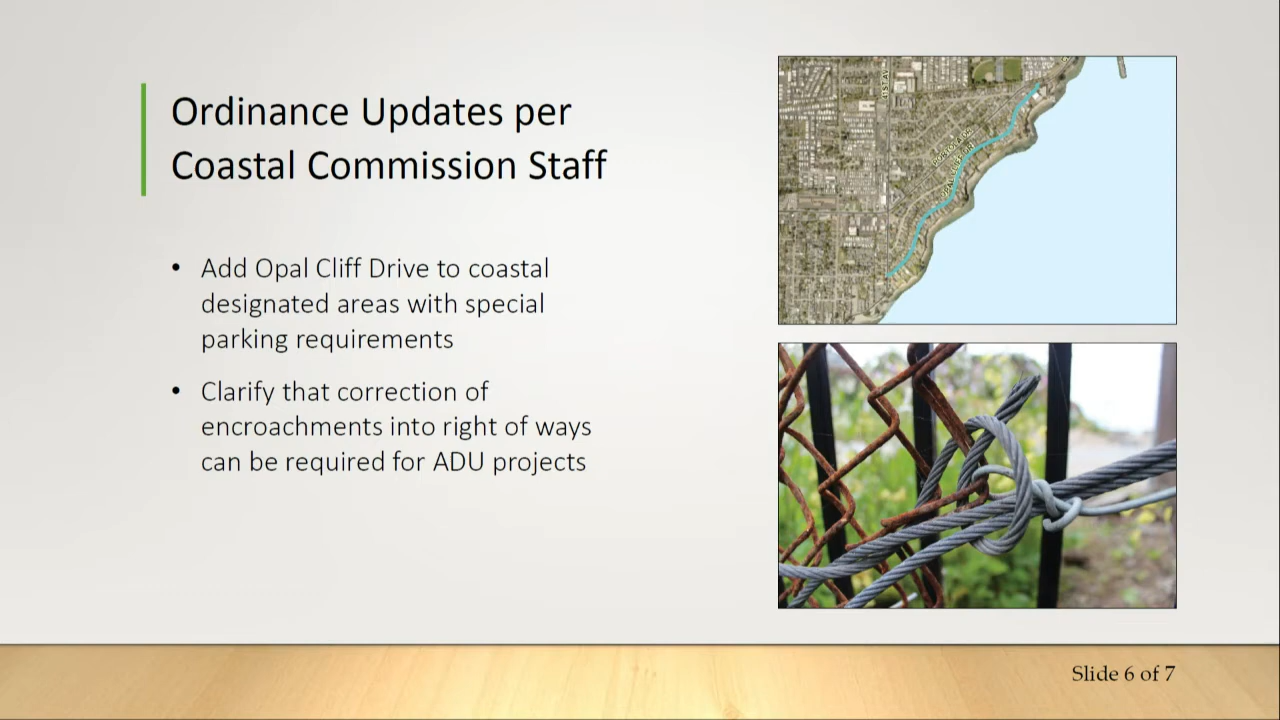 Ordinance Updates per
Coastal Commission Staff
• Add Opal Cliff Drive to coastal
designated areas with special
parking requirements
• Clarify that correction of
encroachments into right of ways
can be required for ADU projects
Slide 6 of 7